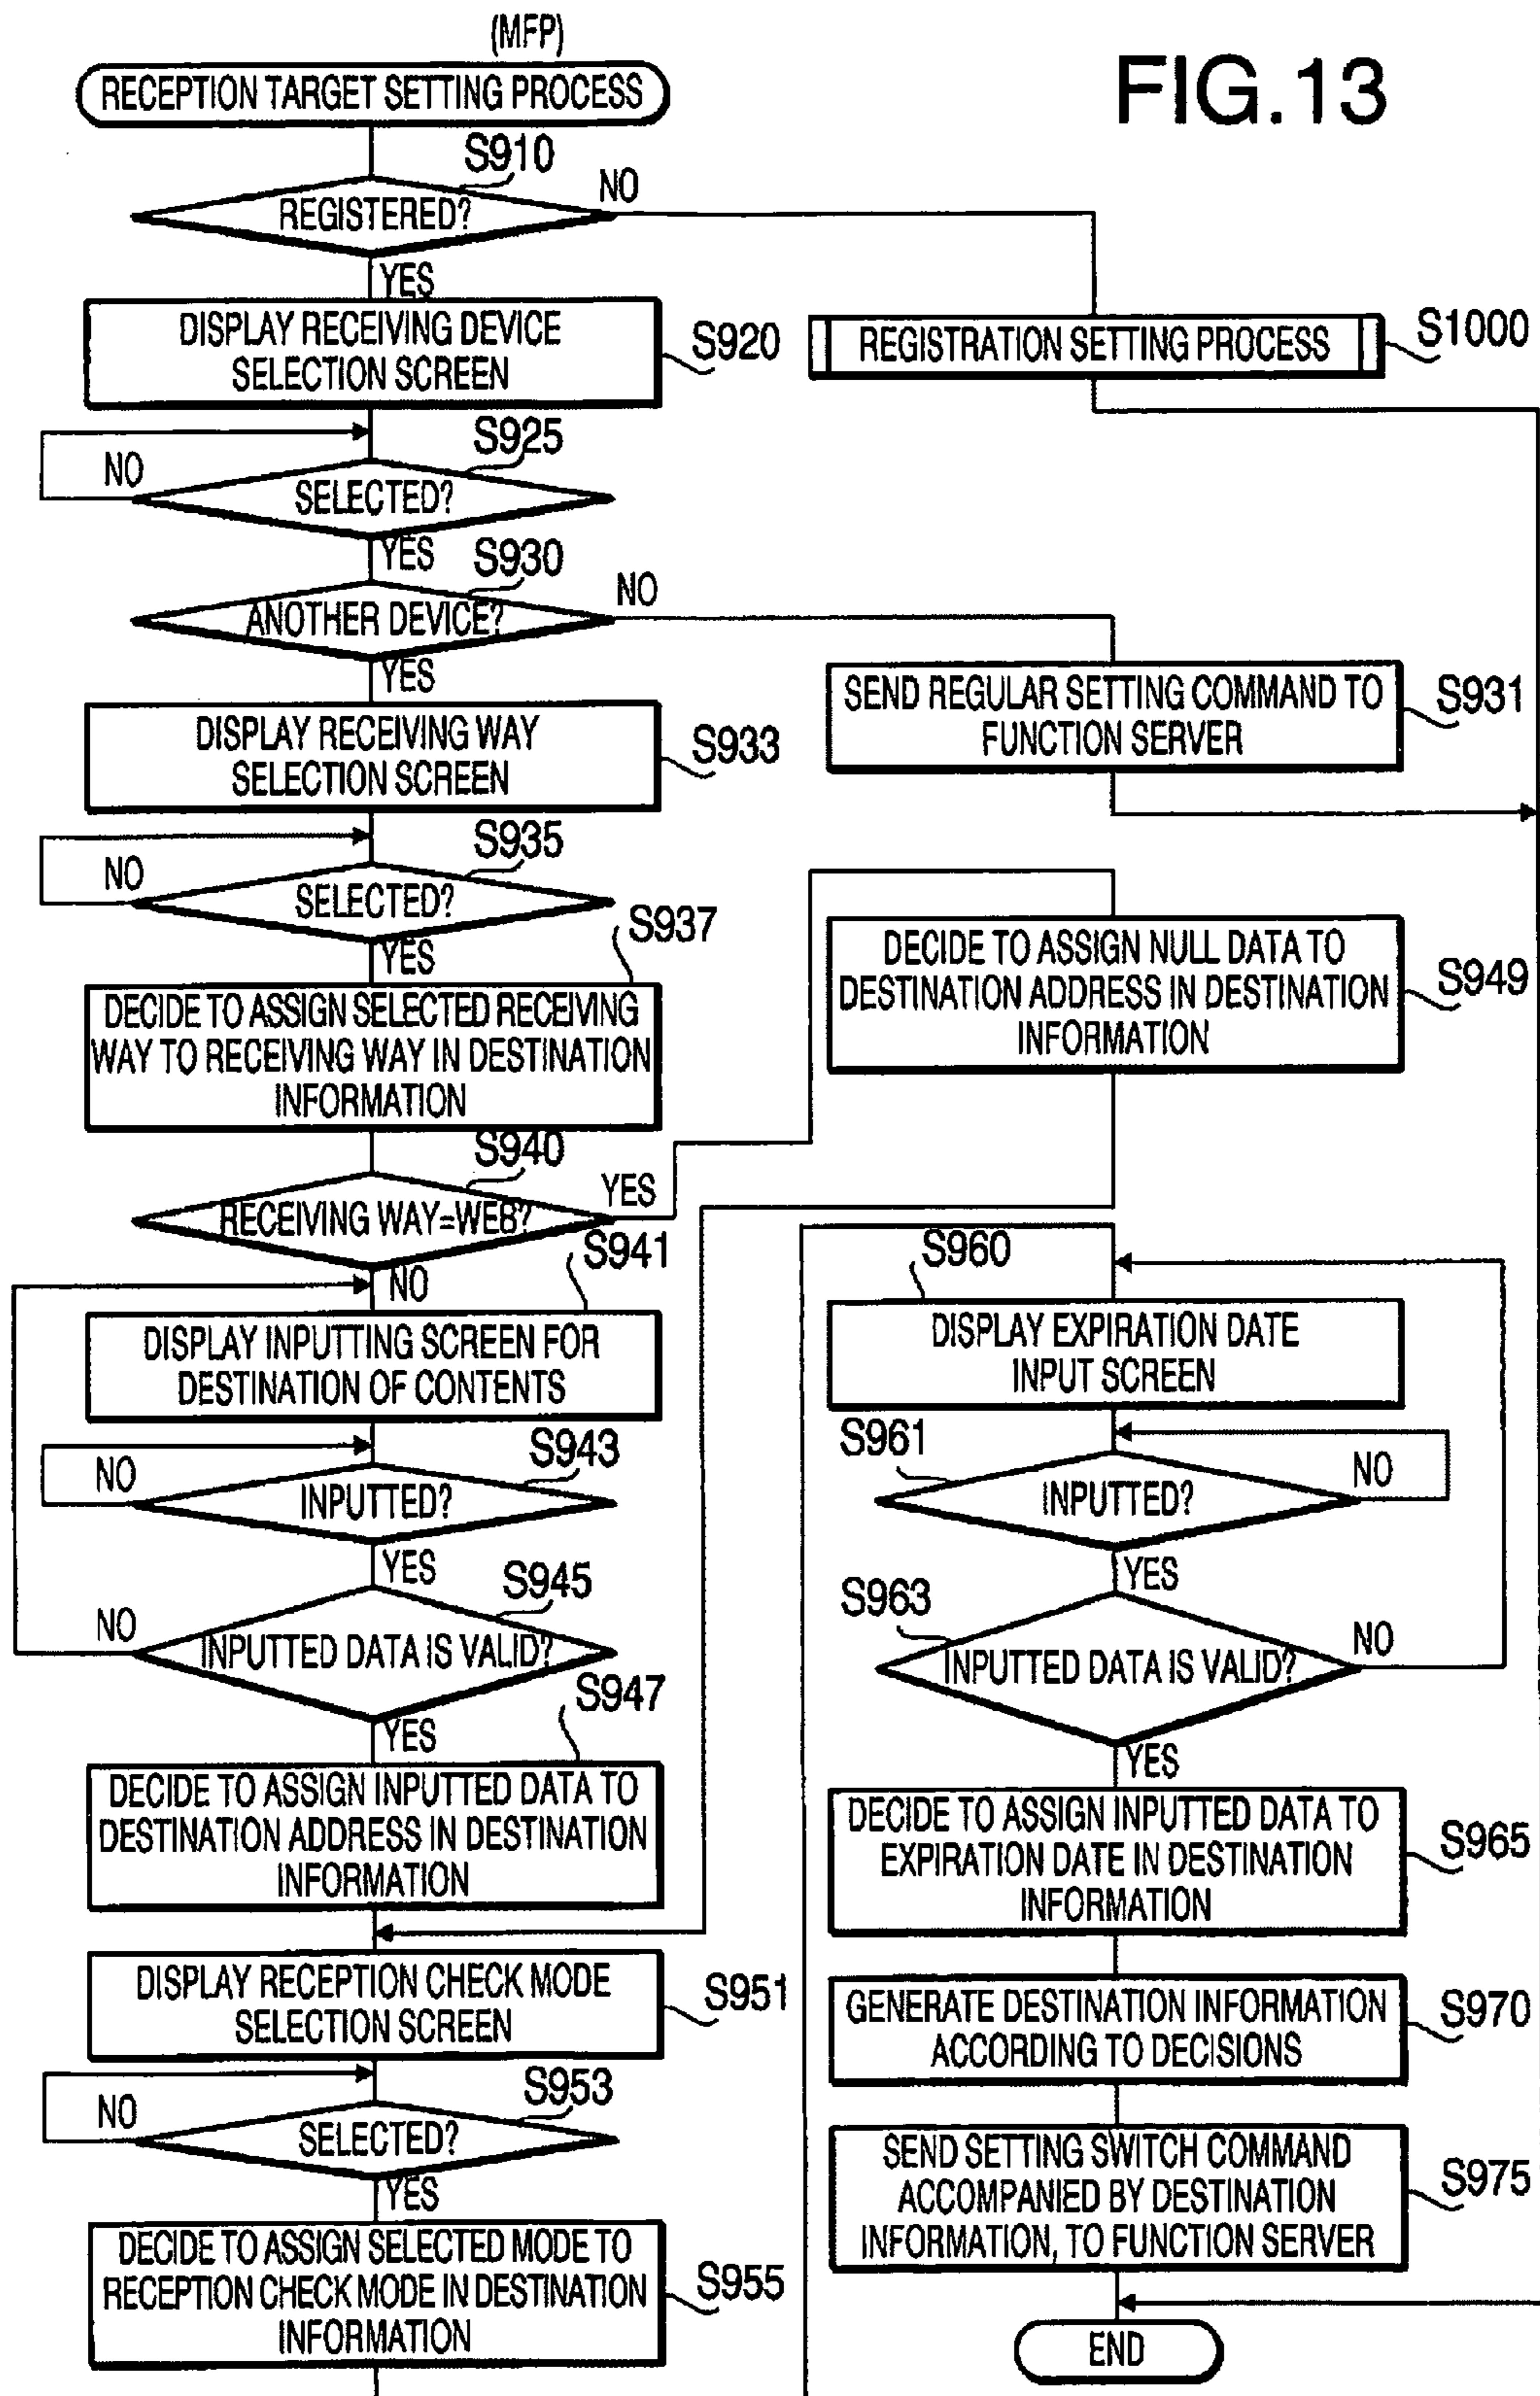 (MFP)
FIG.13
RECEPTION TARGET SETTING PROCESS
S910
REGISTERED?
NO
YES
DISPLAY RECEIVING DEVICE
SELECTION SCREEN
S920
REGISTRATION SETTING PROCESS
S1000
S925
NO
SELECTED?
YES
S930
ANOTHER DEVICE?
NO
YES
SEND REGULAR SETTING COMMAND TO
FUNCTION SERVER
S931
DISPLAY RECEIVING WAY
SELECTION SCREEN
S933
S935
NO
SELECTED?
YES
S937
DECIDE TO ASSIGN SELECTED RECEIVING
WAY TO RECEIVING WAY IN DESTINATION
INFORMATION
DECIDE TO ASSIGN NULL DATA TO
DESTINATION ADDRESS IN DESTINATION
INFORMATION
S949
S940
RECEIVING WAY=WEB?
YES
NO
S941
DISPLAY INPUTTING SCREEN FOR
DESTINATION OF CONTENTS
S943
NO
INPUTTED?
YES
S945
NO
INPUTTED DATA IS VALID?
YES
S947
DECIDE TO ASSIGN INPUTTED DATA TO
DESTINATION ADDRESS IN DESTINATION
INFORMATION
DISPLAY RECEPTION CHECK MODE
SELECTION SCREEN
S951
S953
NO
SELECTED?
YES
DECIDE TO ASSIGN SELECTED MODE TO
RECEPTION CHECK MODE IN DESTINATION
INFORMATION
S955
S960
DISPLAY EXPIRATION DATE
INPUT SCREEN
S961
INPUTTED?
NO
YES
S963
INPUTTED DATA IS VALID?
NO
YES
DECIDE TO ASSIGN INPUTTED DATA TO
EXPIRATION DATE IN DESTINATION
INFORMATION
S965
GENERATE DESTINATION INFORMATION
ACCORDING TO DECISIONS
S970
SEND SETTING SWITCH COMMAND
ACCOMPANIED BY DESTINATION
INFORMATION, TO FUNCTION SERVER
S975
END